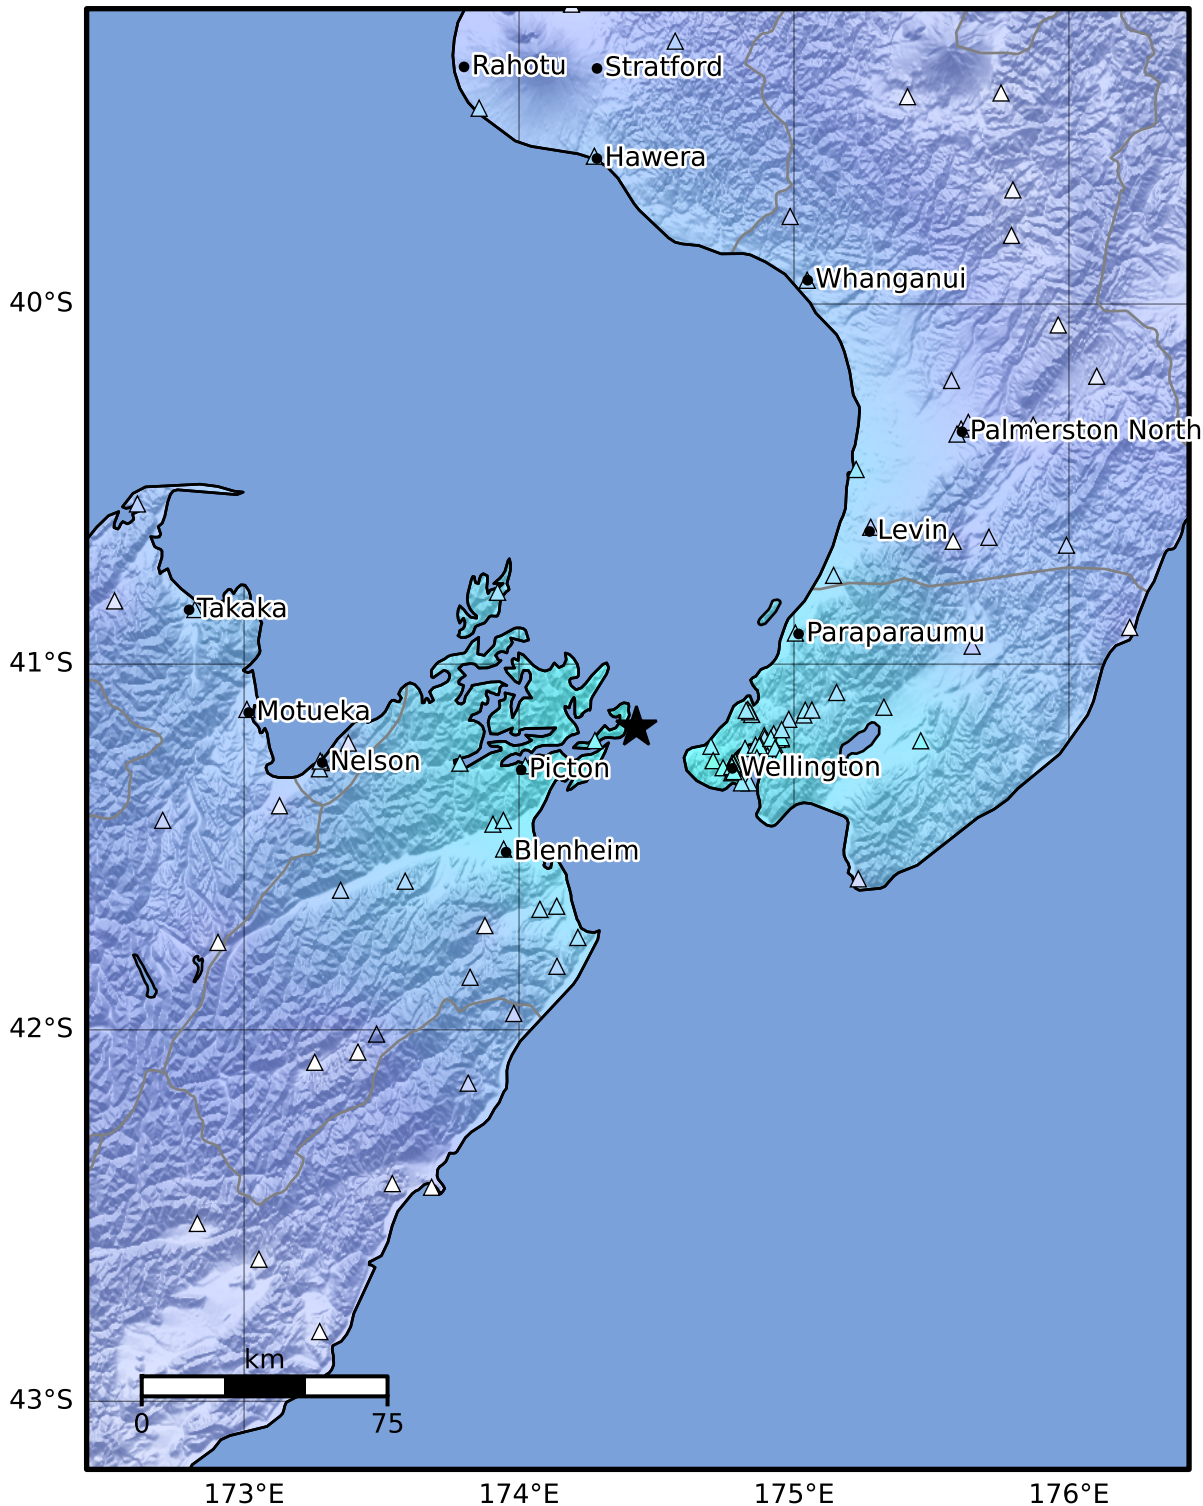 Rahotu
Stratford
Hawera
Whanganui
40°S
Palmerston North
Levin
Takaka
Paraparaumu
41°S
Motueka
Nelson
Picton
Wellington
Blenheim
42°S
km
0
75
43°S
173°E
174°E
175°E
176°E